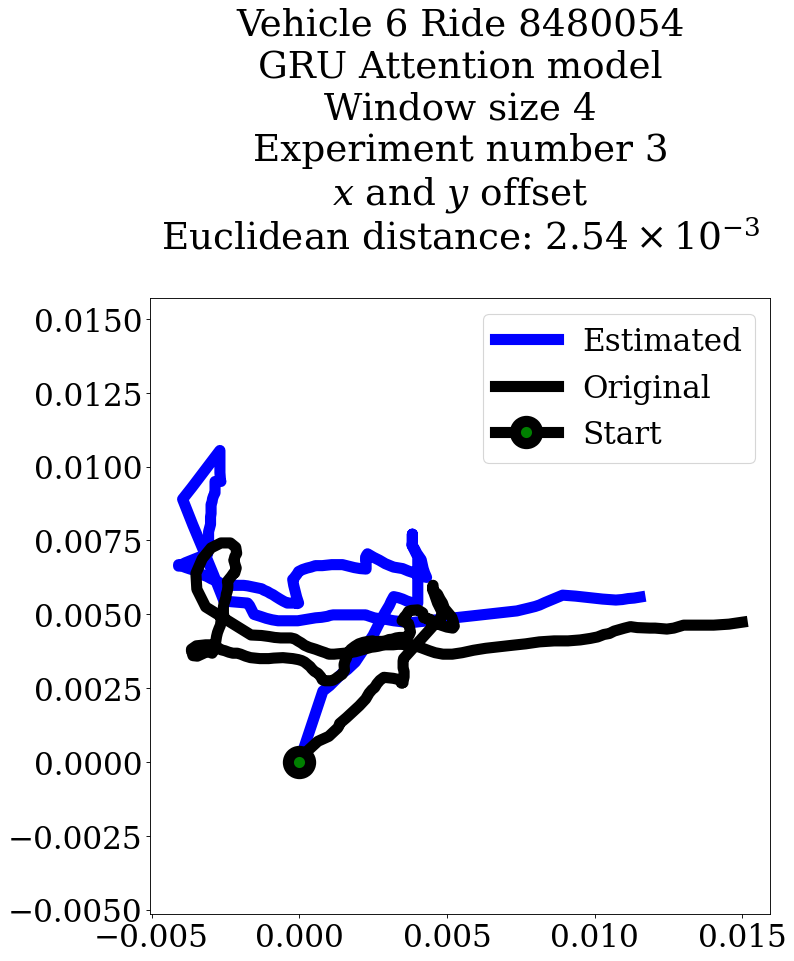 Vehicle 6 Ride 8480054
GRU Attention model
Window size 4
Experiment number 3
x and y offset
Euclidean distance: 2.54 × 10⁻³
Estimated
Original
Start
0.0150
0.0125
0.0100
0.0075
0.0050
0.0025
0.0000
−0.0025
−0.0050
−0.005 0.000 0.005 0.010 0.015